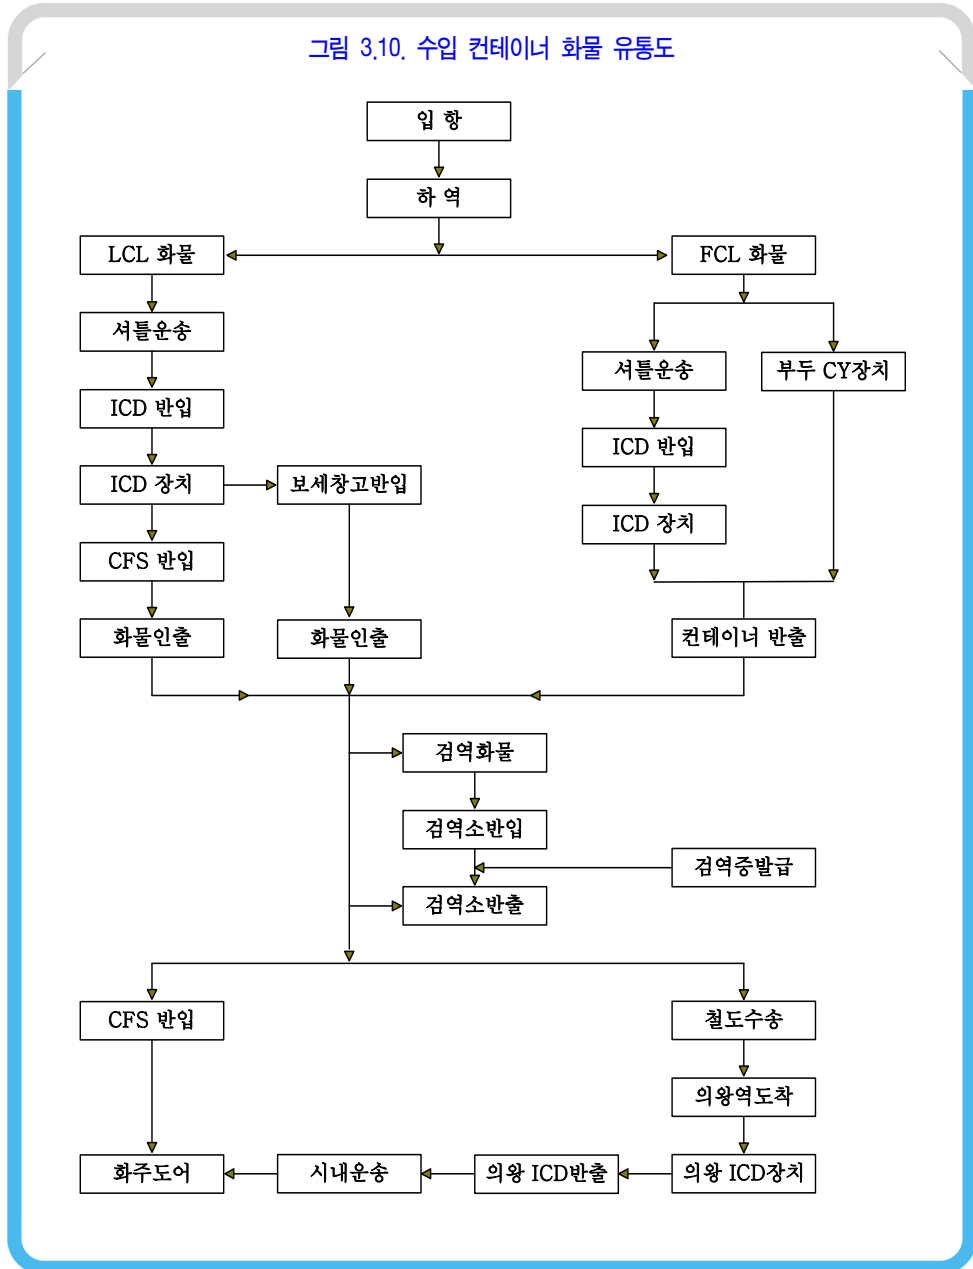 그림 3.10. 수입 컨테이너 화물 유통도
입 항
하 역
LCL 화물
FCL 화물
셔틀운송
셔틀운송
부두 CY장치
ICD 반입
ICD 반입
ICD 장치
보세창고반입
ICD 장치
CFS 반입
화물인출
화물인출
컨테이너 반출
검역화물
검역소반입
검역증발급
검역소반출
CFS 반입
철도수송
의왕역도착
화주도어
시내운송
의왕 ICD반출
의왕 ICD장치